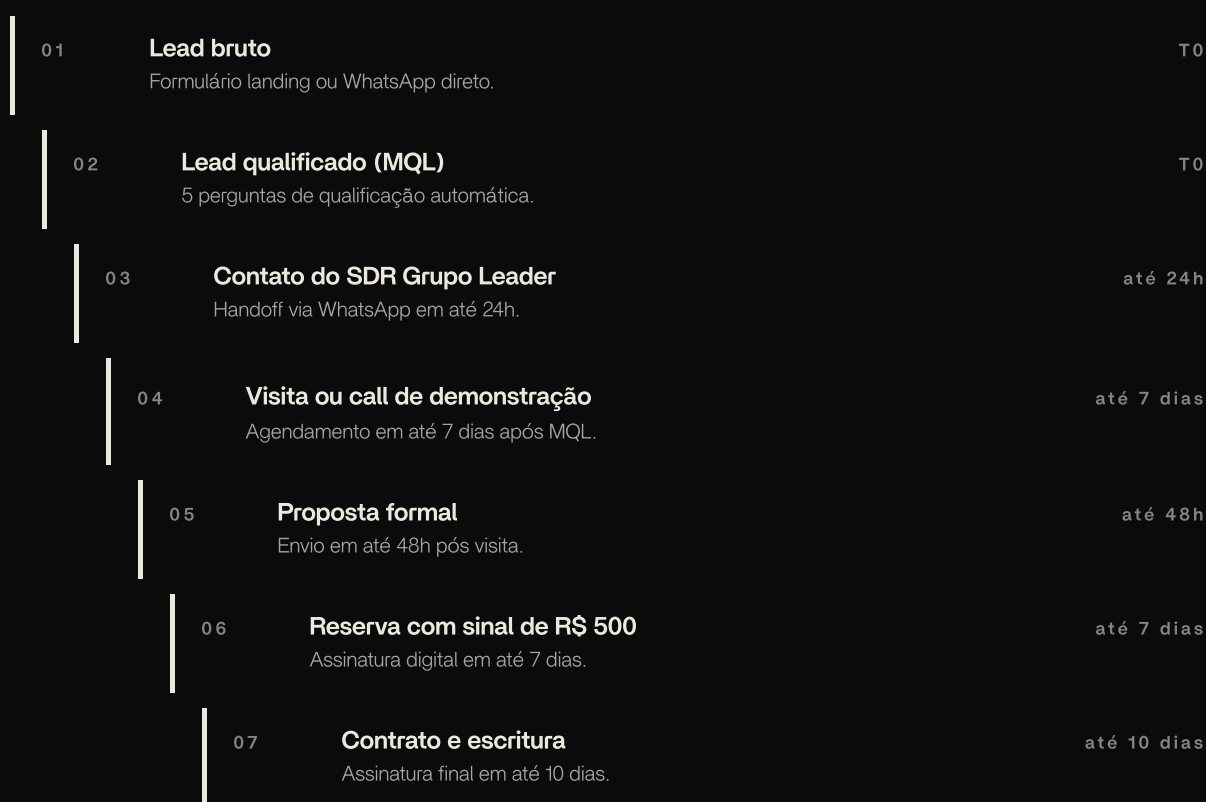 01 Lead bruto T0
Formulário landing ou WhatsApp direto.
02 Lead qualificado (MQL) T0
5 perguntas de qualificação automática.
03 Contato do SDR Grupo Leader até 24h
Handoff via WhatsApp em até 24h.
04 Visita ou call de demonstração até 7 dias
Agendamento em até 7 dias após MQL.
05 Proposta formal até 48h
Envio em até 48h pós visita.
06 Reserva com sinal de R$ 500 até 7 dias
Assinatura digital em até 7 dias.
07 Contrato e escritura até 10 dias
Assinatura final em até 10 dias.